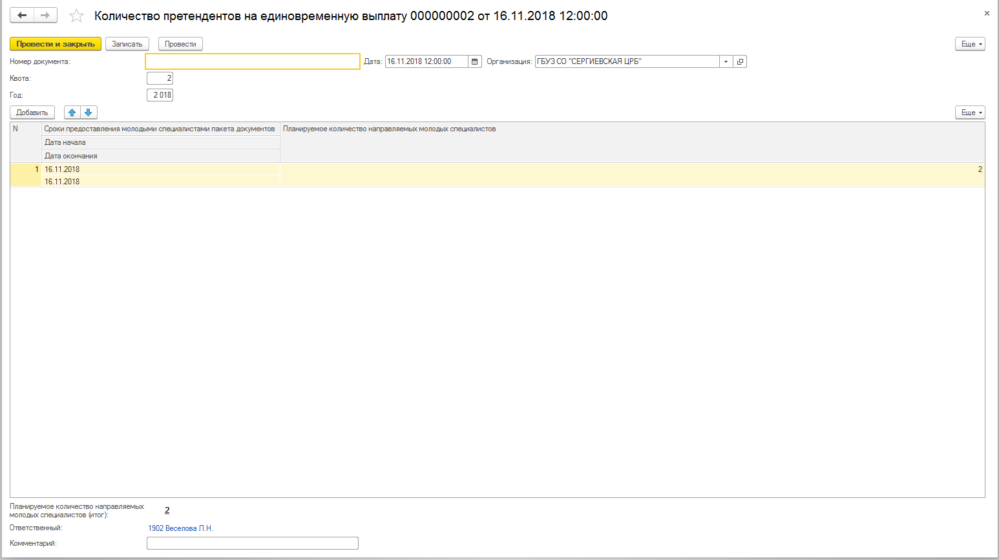 Количество претендентов на единовременную выплату 000000002 от 16.11.2018 12:00:00
Провести и закрыть Записать Провести Еще
Номер документа: Дата: 16.11.2018 12:00:00 Организация: ГБУЗ СО "СЕРГИЕВСКАЯ ЦРБ"
Квота: 2
Год: 2 018
Добавить Еще
N Сроки предоставления молодыми специалистами пакета документов Планируемое количество направляемых молодых специалистов
Дата начала
Дата окончания
1 16.11.2018 2
16.11.2018
Планируемое количество направляемых
молодых специалистов (итог): 2
Ответственный: 1902 Веселова Л.Н.
Комментарий: